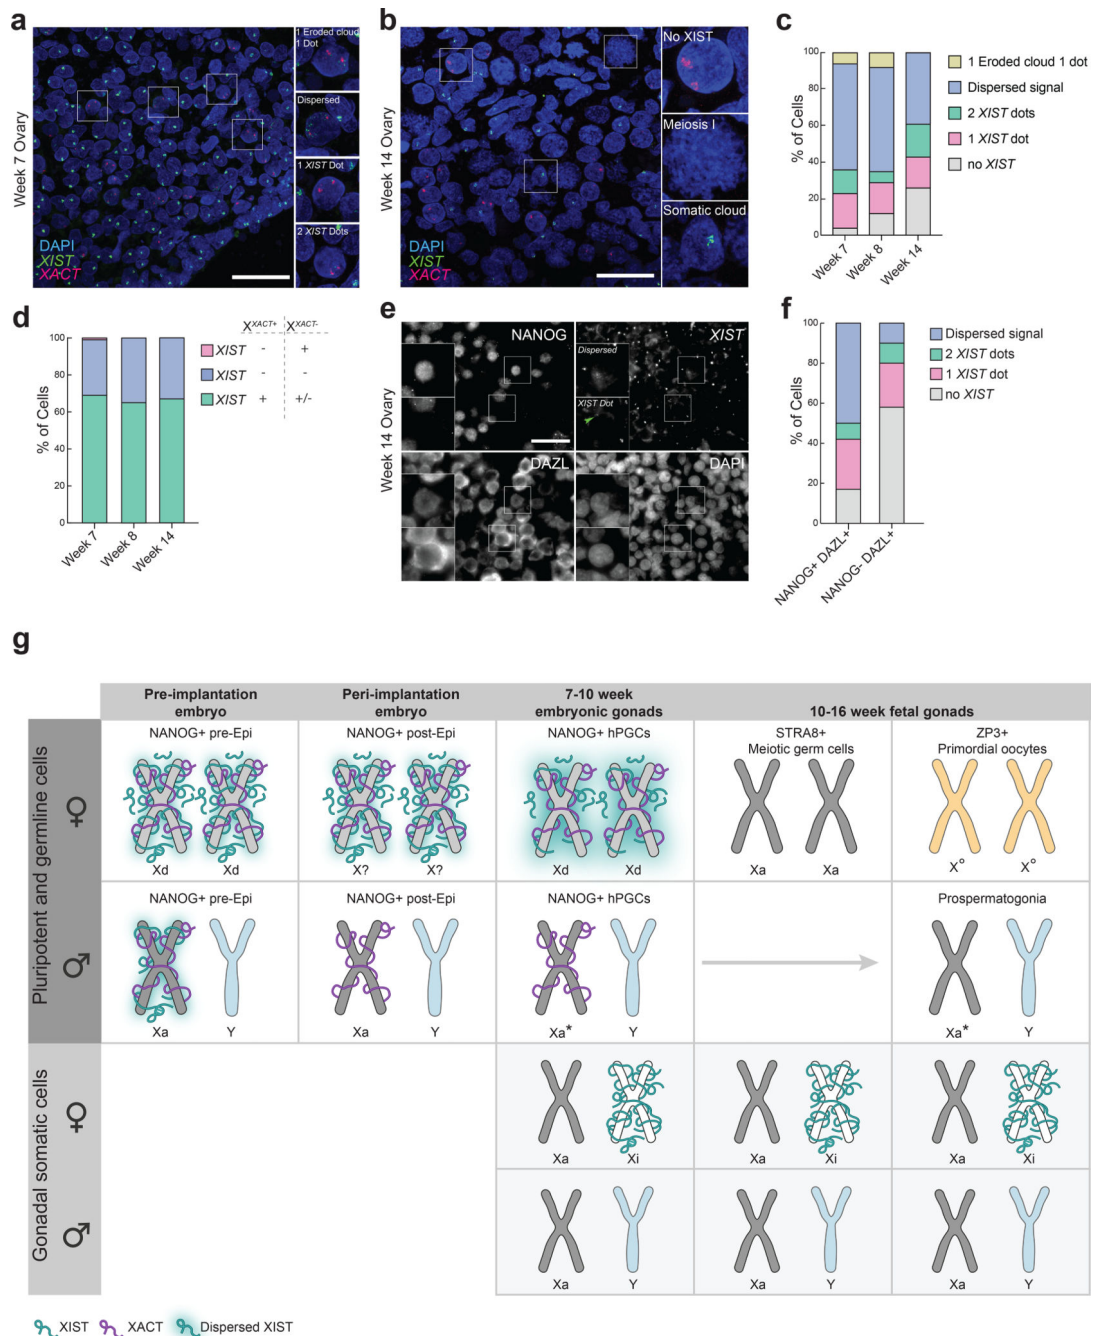 a
Week 7 Ovary
DAPI
XIST
XACT
1 Eroded cloud
1 Dot
Dispersed
1 XIST Dot
2 XIST Dots
b
Week 14 Ovary
DAPI
XIST
XACT
No XIST
Meiosis I
Somatic cloud
c
% of Cells
100
80
60
40
20
0
Week 7
Week 8
Week 14
1 Eroded cloud 1 dot
Dispersed signal
2 XIST dots
1 XIST dot
no XIST
d
% of Cells
100
80
60
40
20
0
Week 7
Week 8
Week 14
X^XACT+ X^XACT-
XIST - +
XIST - -
XIST + +/-
e
Week 14 Ovary
NANOG
XIST
Dispersed
XIST Dot
DAZL
DAPI
f
% of Cells
100
80
60
40
20
0
NANOG+ DAZL+
NANOG- DAZL+
Dispersed signal
2 XIST dots
1 XIST dot
no XIST
g
Pre-implantation embryo
Peri-implantation embryo
7-10 week embryonic gonads
10-16 week fetal gonads
Pluripotent and germline cells
♀
NANOG+ pre-Epi
Xd Xd
NANOG+ post-Epi
X? X?
NANOG+ hPGCs
Xd Xd
STRA8+
Meiotic germ cells
Xa Xa
ZP3+
Primordial oocytes
X° X°
♂
NANOG+ pre-Epi
Xa Y
NANOG+ post-Epi
Xa Y
NANOG+ hPGCs
Xa* Y
Prospermatogonia
Xa* Y
Gonadal somatic cells
♀
Xa Xi
Xa Xi
Xa Xi
♂
Xa Y
Xa Y
Xa Y
XIST XACT Dispersed XIST